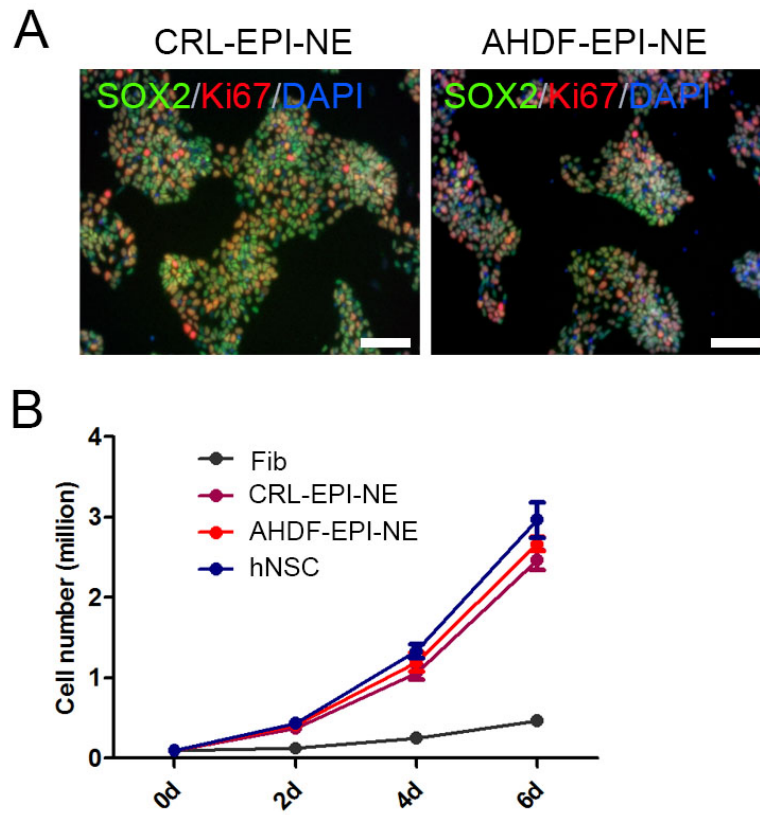 A
CRL-EPI-NE AHDF-EPI-NE
SOX2/Ki67/DAPI SOX2/Ki67/DAPI
B
Cell number (million)
4
3
2
1
0
Fib
CRL-EPI-NE
AHDF-EPI-NE
hNSC
0d 2d 4d 6d